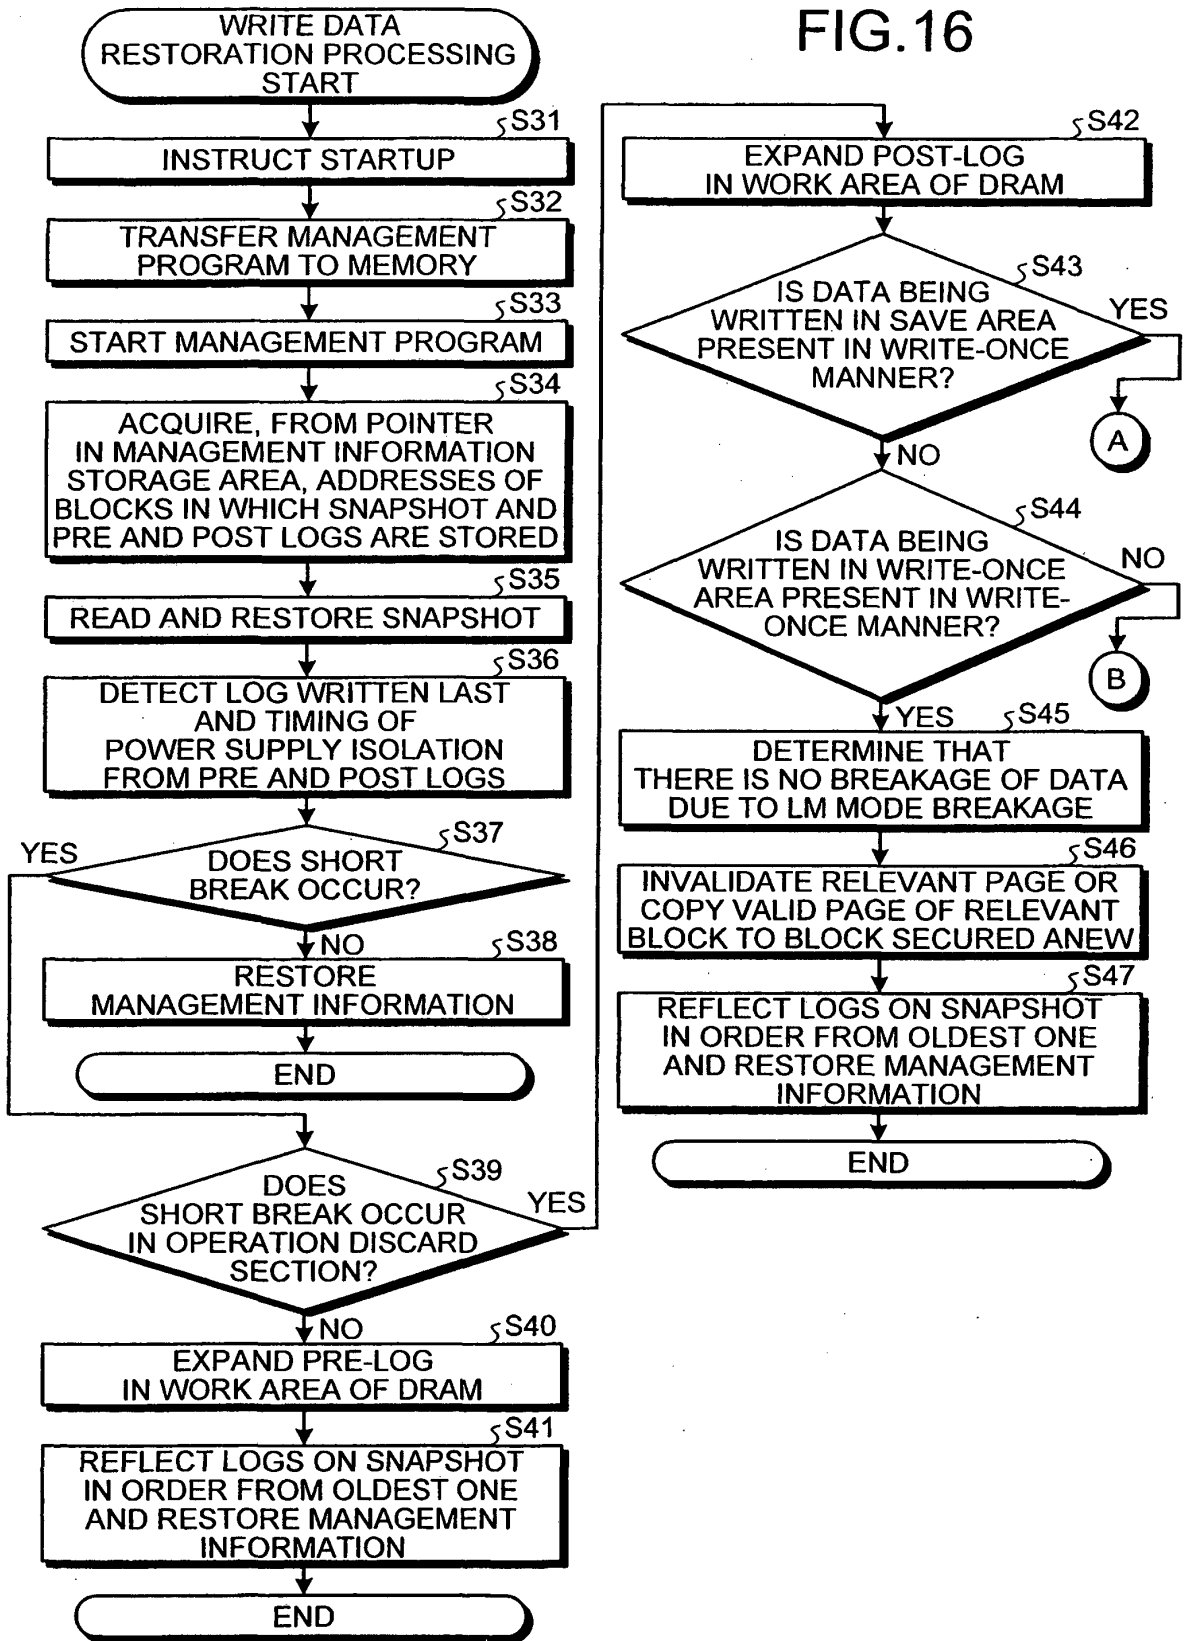 FIG.16
WRITE DATA
RESTORATION PROCESSING
START
S31
INSTRUCT STARTUP
S32
TRANSFER MANAGEMENT
PROGRAM TO MEMORY
S33
START MANAGEMENT PROGRAM
S34
ACQUIRE, FROM POINTER
IN MANAGEMENT INFORMATION
STORAGE AREA, ADDRESSES OF
BLOCKS IN WHICH SNAPSHOT AND
PRE AND POST LOGS ARE STORED
S35
READ AND RESTORE SNAPSHOT
S36
DETECT LOG WRITTEN LAST
AND TIMING OF
POWER SUPPLY ISOLATION
FROM PRE AND POST LOGS
S37
YES
DOES SHORT
BREAK OCCUR?
NO
S38
RESTORE
MANAGEMENT INFORMATION
END
S39
DOES
SHORT BREAK OCCUR
IN OPERATION DISCARD
SECTION?
YES
NO
S40
EXPAND PRE-LOG
IN WORK AREA OF DRAM
S41
REFLECT LOGS ON SNAPSHOT
IN ORDER FROM OLDEST ONE
AND RESTORE MANAGEMENT
INFORMATION
END
S42
EXPAND POST-LOG
IN WORK AREA OF DRAM
S43
IS DATA BEING
WRITTEN IN SAVE AREA
PRESENT IN WRITE-ONCE
MANNER?
YES
A
NO
S44
IS DATA BEING
WRITTEN IN WRITE-ONCE
AREA PRESENT IN WRITE-
ONCE MANNER?
NO
B
YES
S45
DETERMINE THAT
THERE IS NO BREAKAGE OF DATA
DUE TO LM MODE BREAKAGE
S46
INVALIDATE RELEVANT PAGE OR
COPY VALID PAGE OF RELEVANT
BLOCK TO BLOCK SECURED ANEW
S47
REFLECT LOGS ON SNAPSHOT
IN ORDER FROM OLDEST ONE
AND RESTORE MANAGEMENT
INFORMATION
END